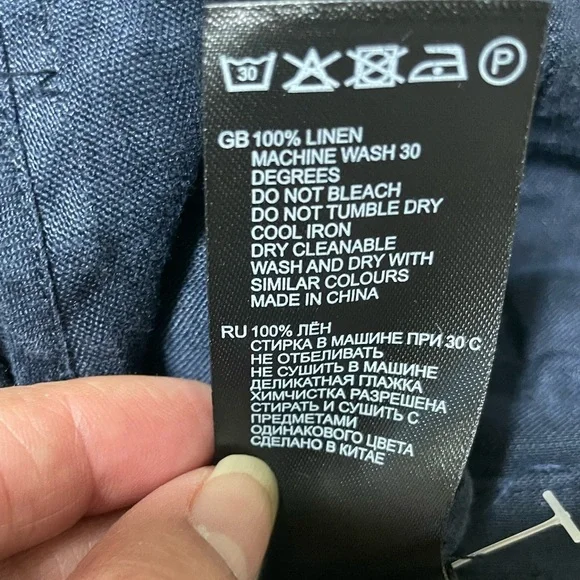 30 P
GB 100% LINEN
MACHINE WASH 30
DEGREES
DO NOT BLEACH
DO NOT TUMBLE DRY
COOL IRON
DRY CLEANABLE
WASH AND DRY WITH
SIMILAR COLOURS
MADE IN CHINA
RU 100% ЛЁН
СТИРКА В МАШИНЕ ПРИ 30 С
НЕ ОТБЕЛИВАТЬ
НЕ СУШИТЬ В МАШИНЕ
ДЕЛИКАТНАЯ ГЛАЖКА
ХИМЧИСТКА РАЗРЕШЕНА
СТИРАТЬ И СУШИТЬ С
ПРЕДМЕТАМИ
ОДИНАКОВОГО ЦВЕТА
СДЕЛАНО В КИТАЕ